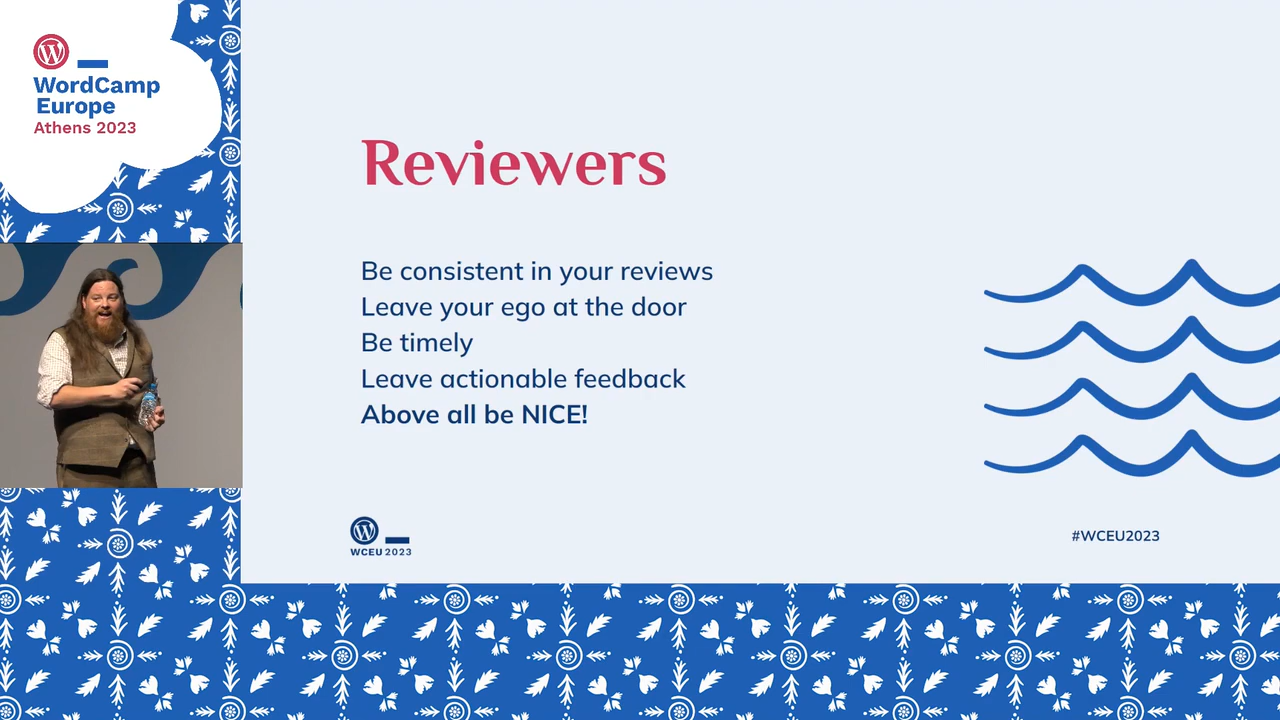 WordCamp
Europe
Athens 2023
Reviewers
Be consistent in your reviews
Leave your ego at the door
Be timely
Leave actionable feedback
Above all be NICE!
WCEU 2023
#WCEU2023